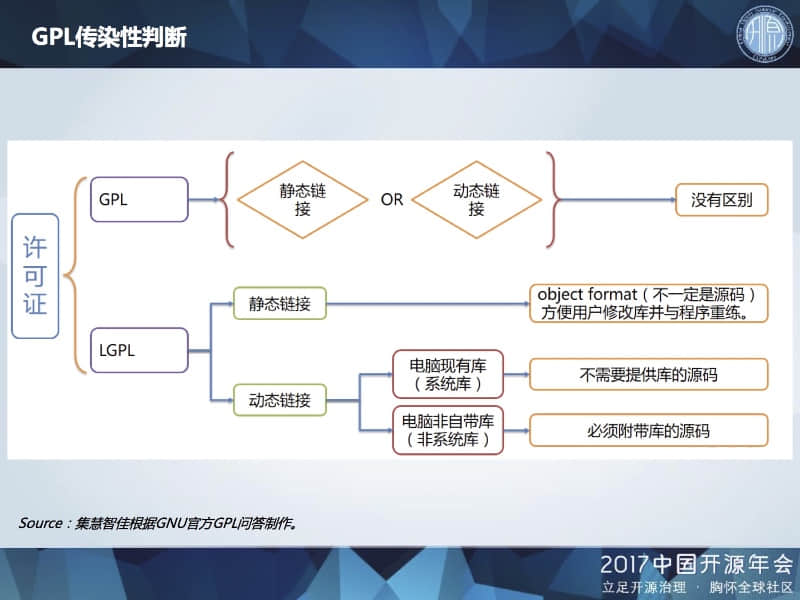 GPL传染性判断
许
可
证
GPL
静态链
接
OR
动态链
接
没有区别
LGPL
静态链接
object format（不一定是源码）
方便用户修改库并与程序重练。
动态链接
电脑现有库
（系统库）
不需要提供库的源码
电脑非自带库
（非系统库）
必须附带库的源码
Source：集慧智佳根据GNU官方GPL问答制作。
2017中国开源年会
立足开源治理 · 胸怀全球社区